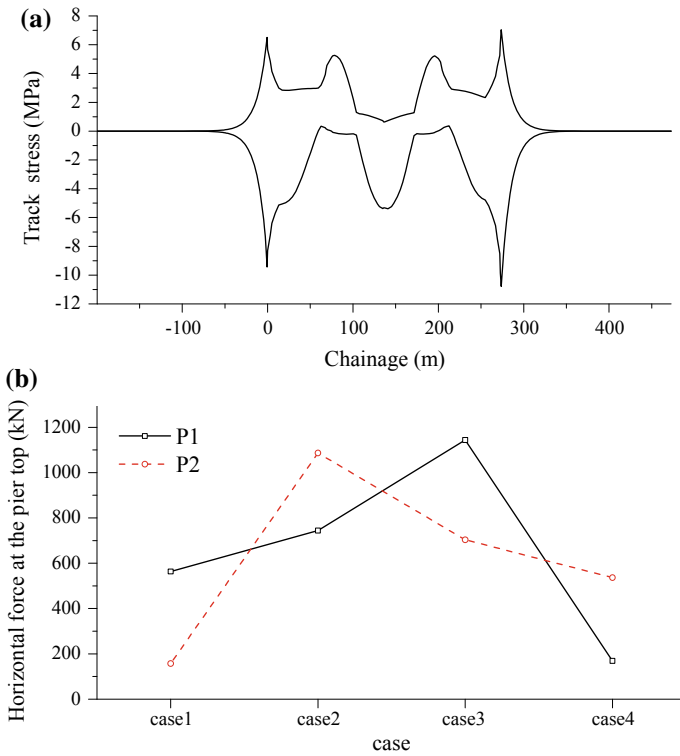 (a)
8
6
4
2
0
-2
-4
-6
-8
-10
-12
Track stress (MPa)
-100 0 100 200 300 400
Chainage (m)
(b)
1200
1000
800
600
400
200
0
Horizontal force at the pier top (kN)
P1
P2
case1 case2 case3 case4
case